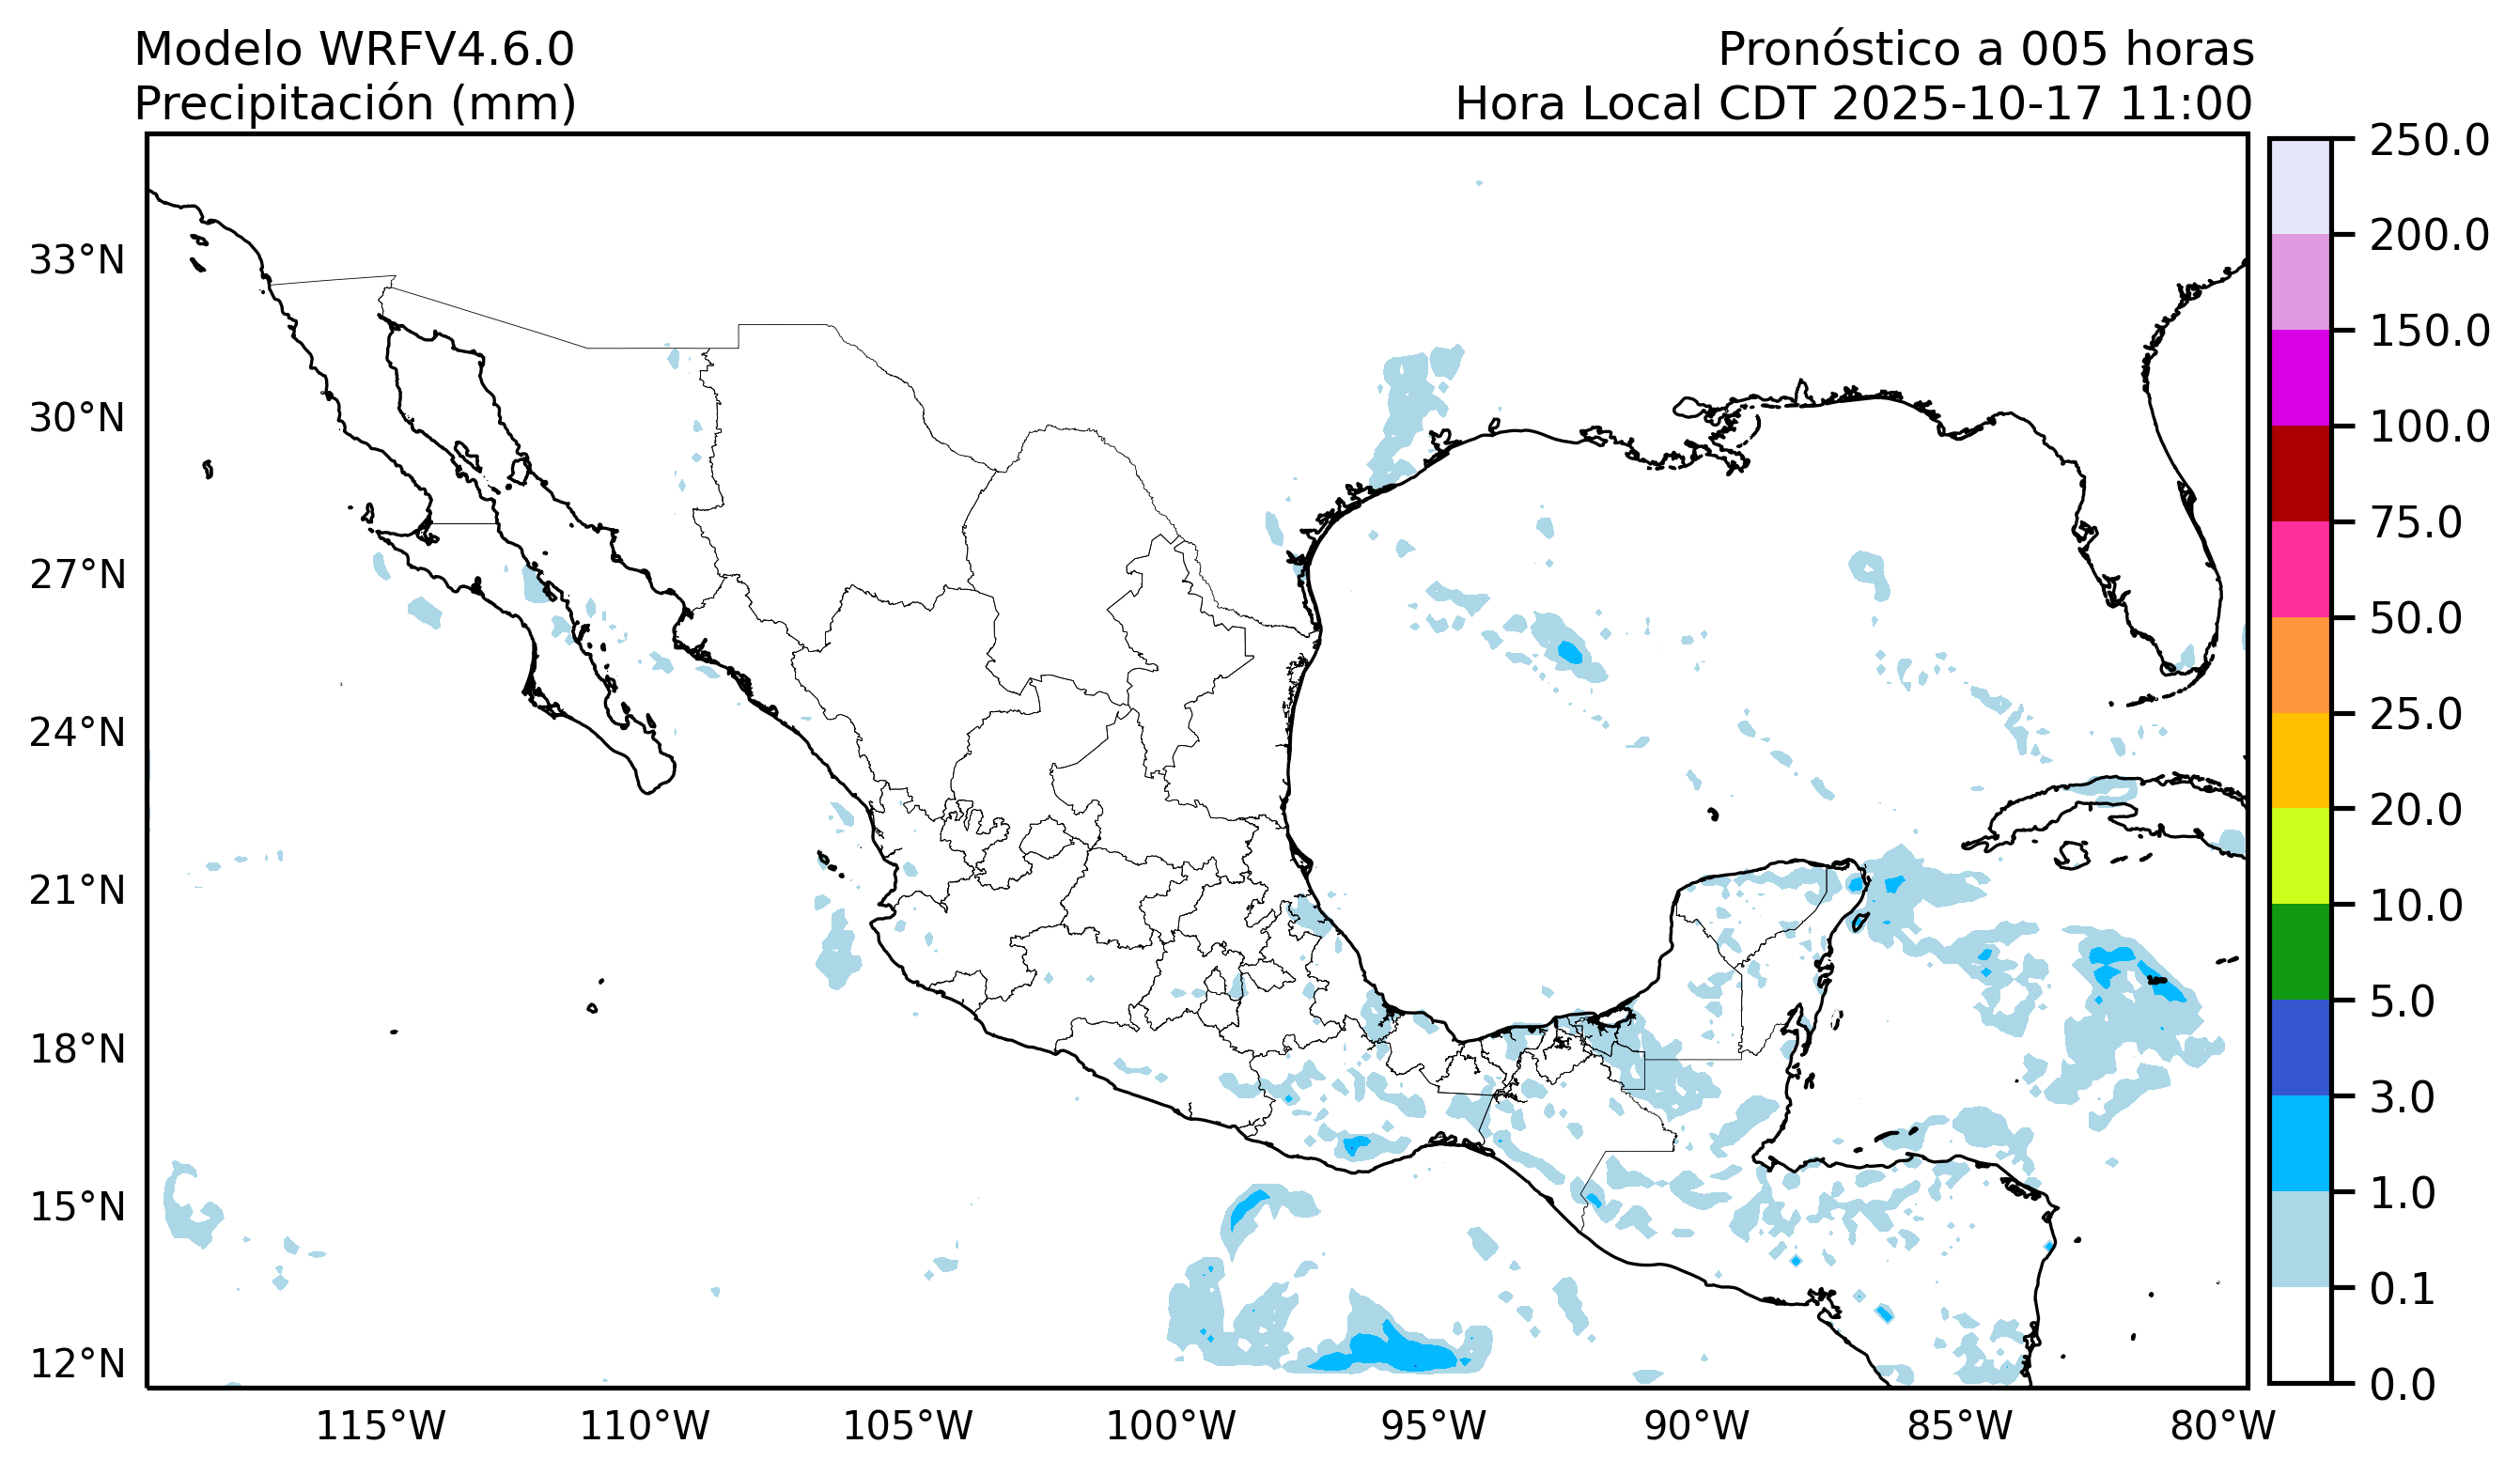 Modelo WRFV4.6.0
Precipitación (mm)
Pronóstico a 005 horas
Hora Local CDT 2025-10-17 11:00
33°N
30°N
27°N
24°N
21°N
18°N
15°N
12°N
115°W
110°W
105°W
100°W
95°W
90°W
85°W
80°W
250.0
200.0
150.0
100.0
75.0
50.0
25.0
20.0
10.0
5.0
3.0
1.0
0.1
0.0